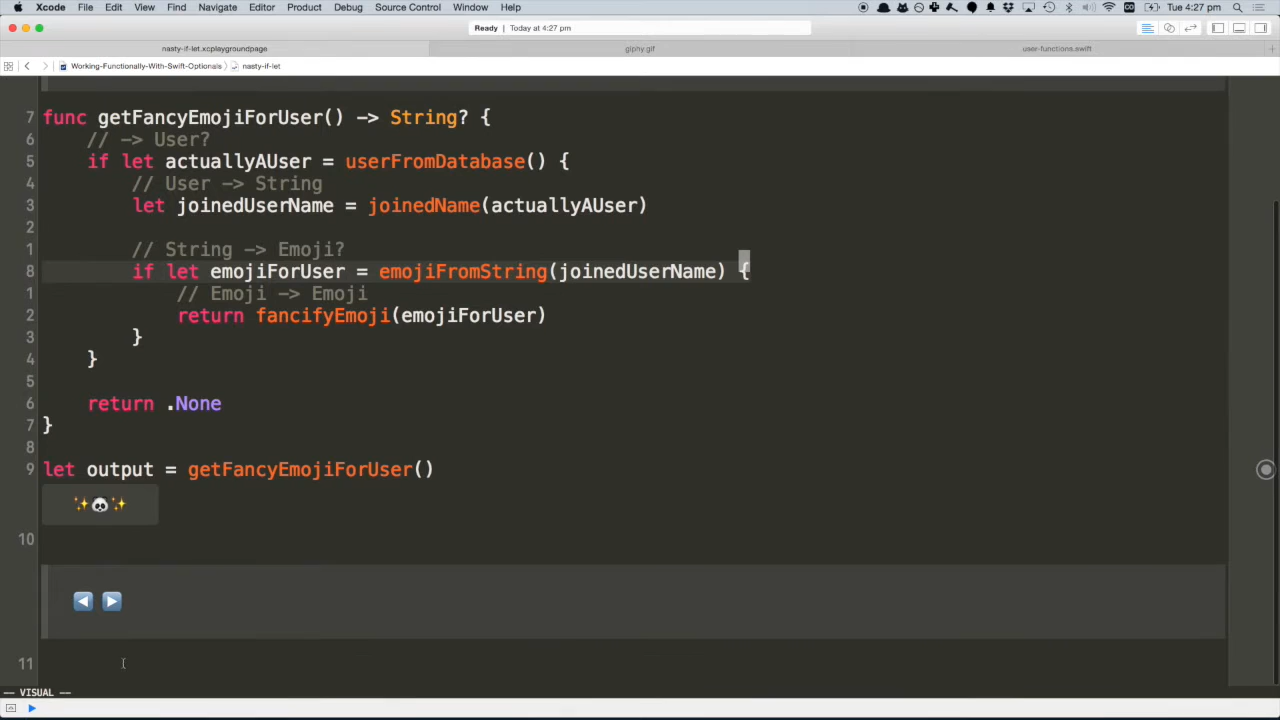 Xcode File Edit View Find Navigate Editor Product Debug Source Control Window Help Tue 4:27 pm
Ready Today at 4:27 pm
nasty-if-let.xcplaygroundpage giphy.gif user-functions.swift
Working-Functionally-With-Swift-Optionals nasty-if-let
7 func getFancyEmojiForUser() -> String? {
6 // -> User?
5 if let actuallyAUser = userFromDatabase() {
4 // User -> String
3 let joinedUserName = joinedName(actuallyAUser)
2
1 // String -> Emoji?
8 if let emojiForUser = emojiFromString(joinedUserName) {
1 // Emoji -> Emoji
2 return fancifyEmoji(emojiForUser)
3 }
4 }
5
6 return .None
7 }
8
9 let output = getFancyEmojiForUser()
✨🐼✨
10
◀️ ▶️
11
-- VISUAL --